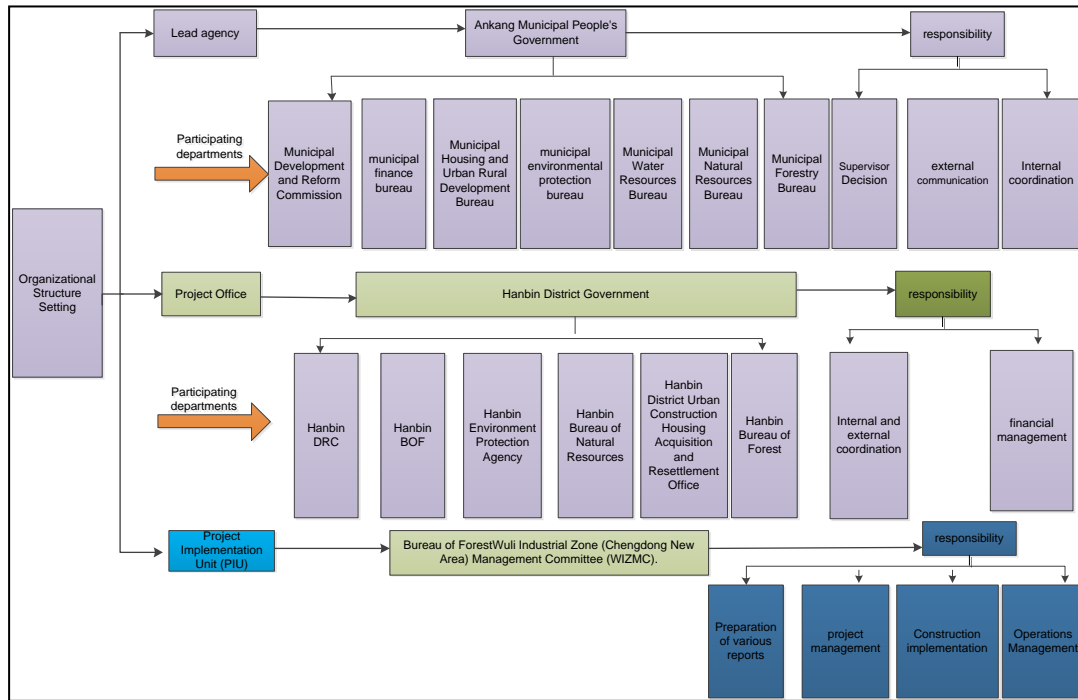 Lead agency
Ankang Municipal People's
Government
responsibility
Participating
departments
Municipal
Development
and Reform
Commission
municipal
finance
bureau
Municipal
Housing and
Urban Rural
Development
Bureau
municipal
environmental
protection
bureau
Municipal
Water
Resources
Bureau
Municipal
Natural
Resources
Bureau
Municipal
Forestry
Bureau
Supervisor
Decision
external
communication
Internal
coordination
Organizational
Structure
Setting
Project Office
Hanbin District Government
responsibility
Participating
departments
Hanbin
DRC
Hanbin
BOF
Hanbin
Environment
Protection
Agency
Hanbin
Bureau of
Natural
Resources
Hanbin
District Urban
Construction
Housing
Acquisition
and
Resettlement
Office
Hanbin
Bureau of
Forest
Internal and
external
coordination
financial
management
Project
Implementation
Unit (PIU)
Bureau of ForestWuli Industrial Zone (Chengdong New
Area) Management Committee (WIZMC).
responsibility
Preparation
of various
reports
project
management
Construction
implementation
Operations
Management